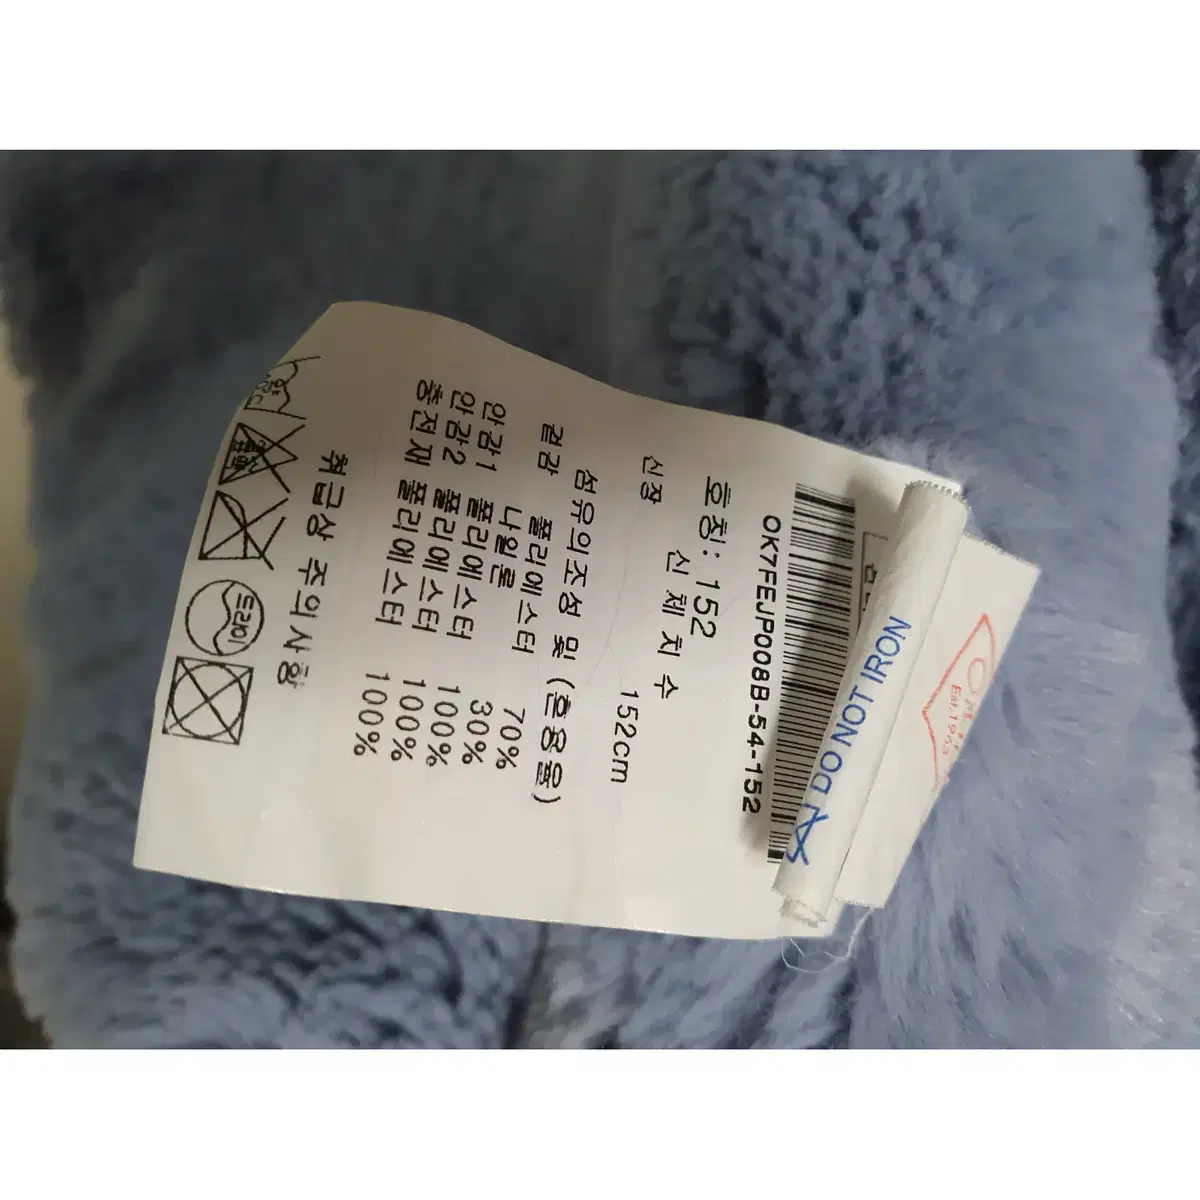 Est.1963
DO NOT IRON
OK7FEJP008B-54-152
호칭: 152
신 체 치 수
신장 152cm
섬유의조성 및 (혼용율)
겉감 폴리에스터 70%
나일론 30%
안감1 폴리에스터 100%
안감2 폴리에스터 100%
충전재 폴리에스터 100%
취급상 주의사항
드라이